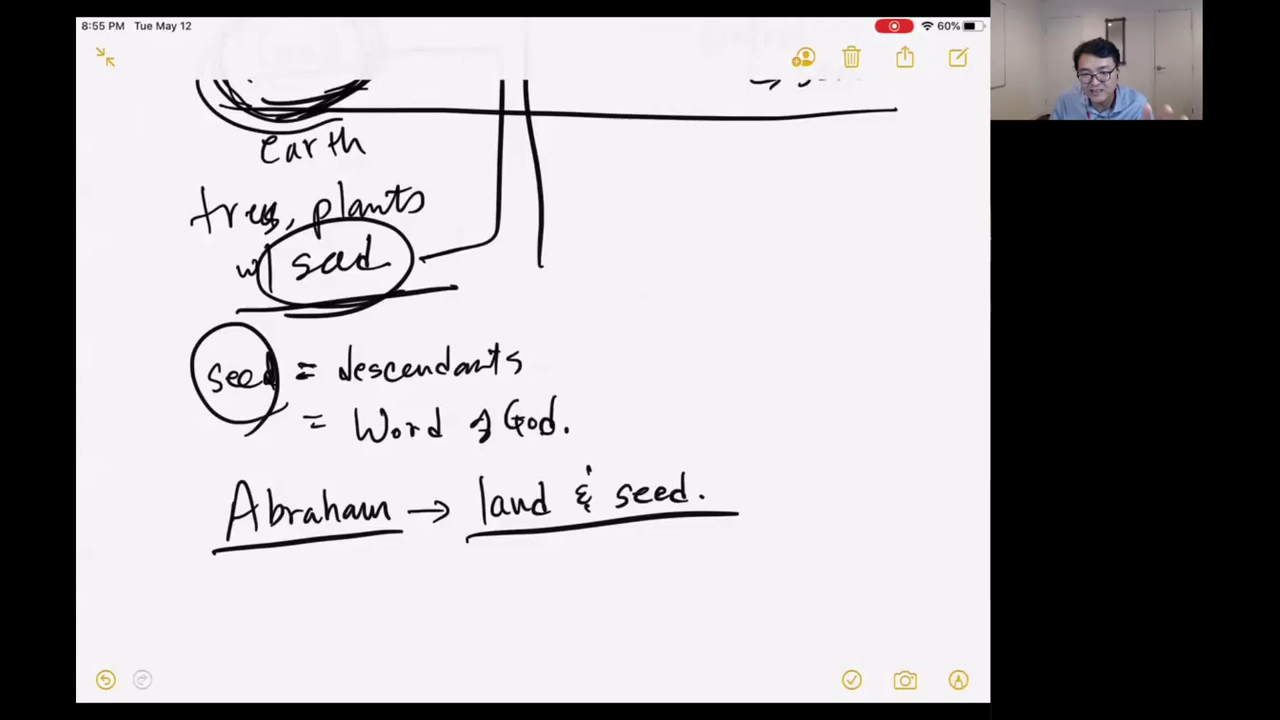 8:55 PM Tue May 12 60%
earth
trees, plants
w/ seed
seed = descendants
= Word of God.
Abraham → land & seed.